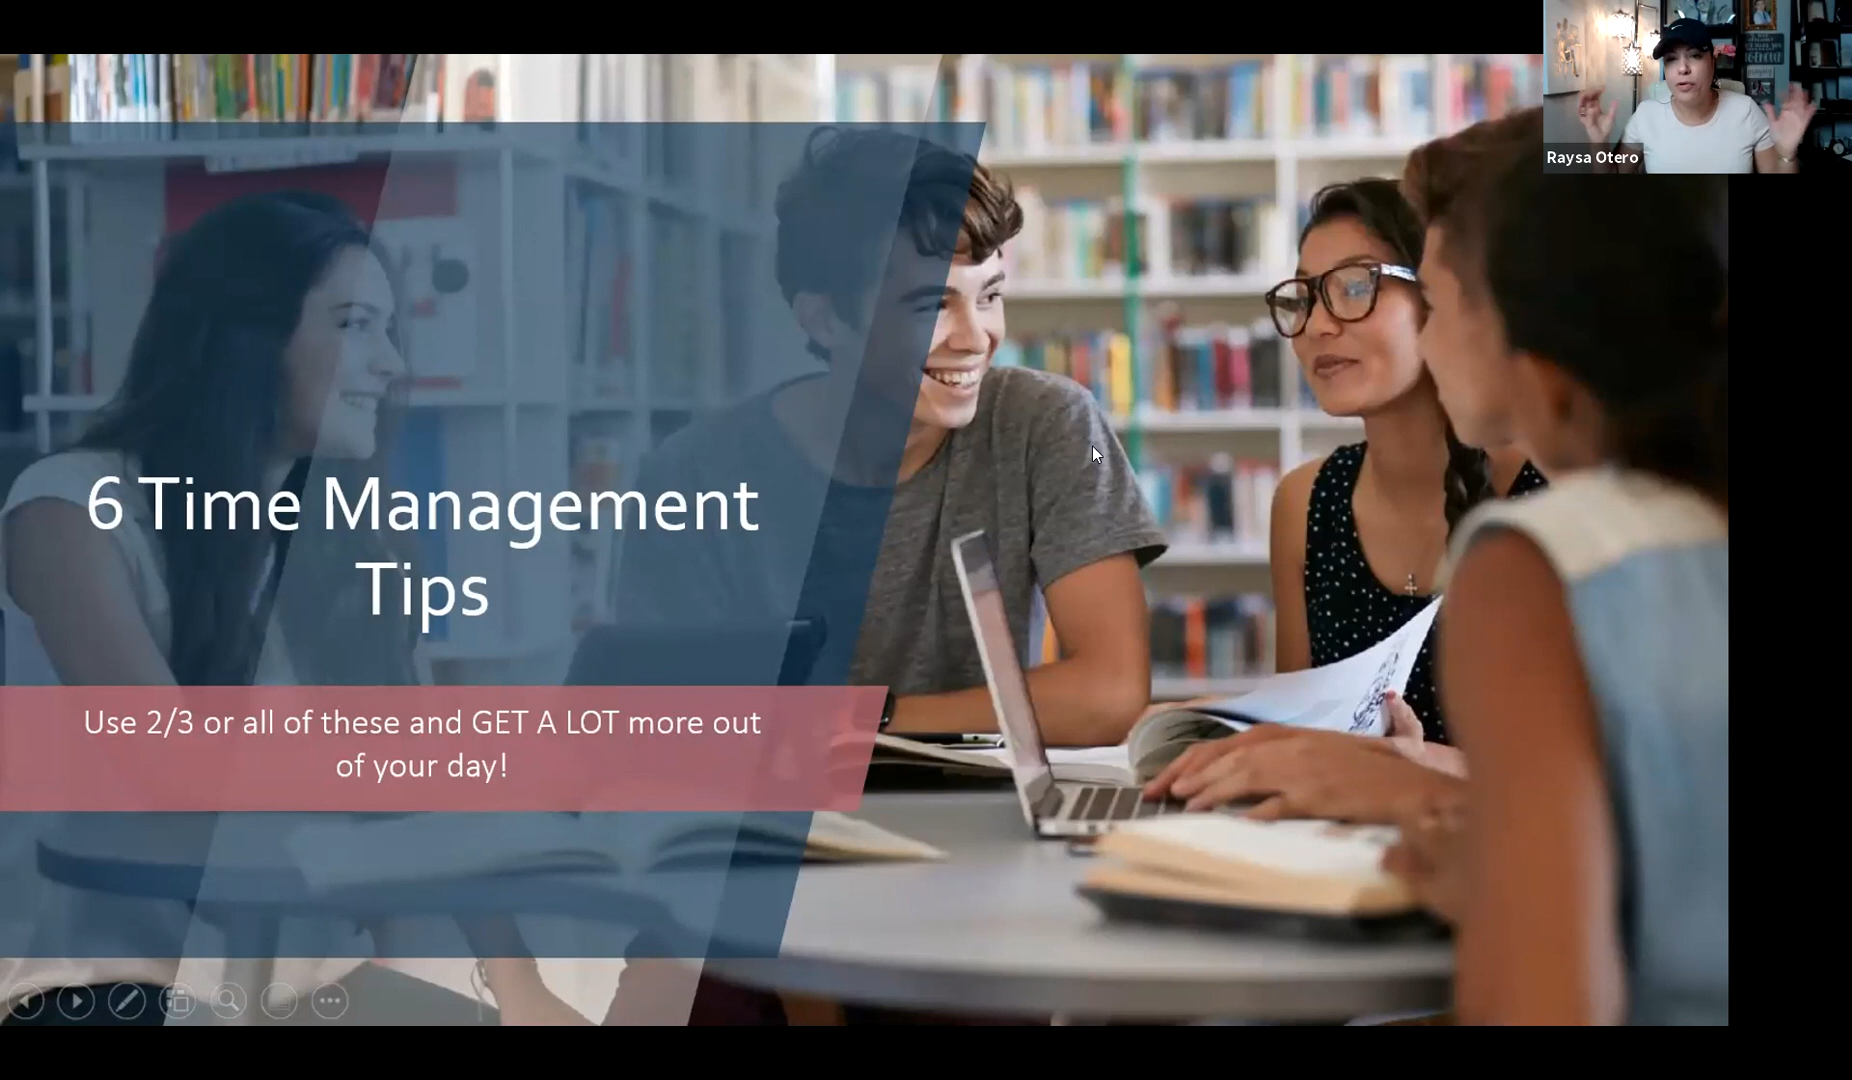 Raysa Otero
6 Time Management
Tips
Use 2/3 or all of these and GET A LOT more out
of your day!